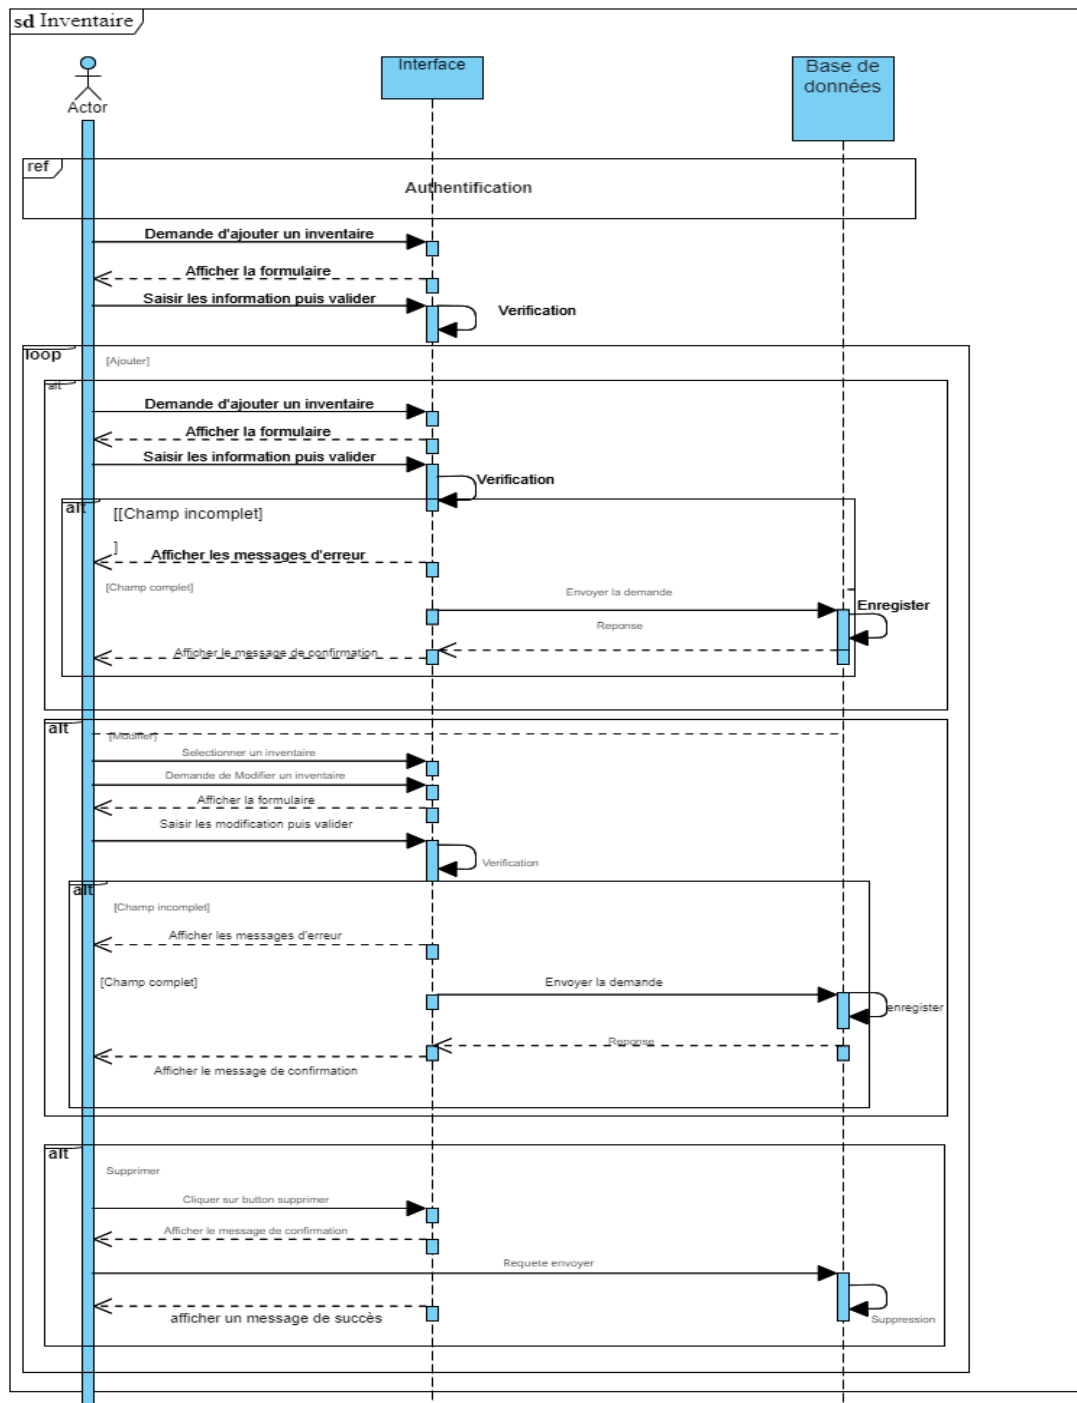 sd Inventaire
Actor
Interface
Base de
données
ref
Authentification
Demande d'ajouter un inventaire
Afficher la formulaire
Saisir les information puis valider
Verification
loop
[Ajouter]
alt
Demande d'ajouter un inventaire
Afficher la formulaire
Saisir les information puis valider
Verification
alt
[[Champ incomplet]
]
Afficher les messages d'erreur
[Champ complet]
Envoyer la demande
Enregister
Reponse
Afficher le message de confirmation
alt
[Modifier]
Selectionner un inventaire
Demande de Modifier un inventaire
Afficher la formulaire
Saisir les modification puis valider
Verification
alt
[Champ incomplet]
Afficher les messages d'erreur
[Champ complet]
Envoyer la demande
enregister
Reponse
Afficher le message de confirmation
alt
Supprimer
Cliquer sur button supprimer
Afficher le message de confirmation
Requete envoyer
Suppression
afficher un message de succès